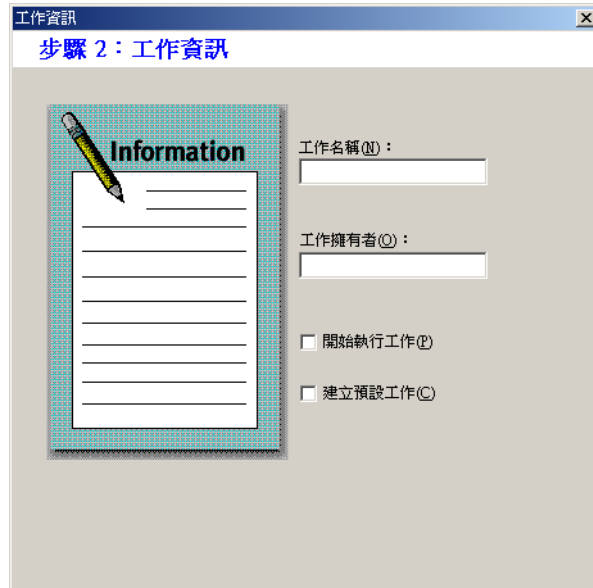 工作資訊
步驟 2：工作資訊
Information
工作名稱(N)：
工作擁有者(O)：
開始執行工作(P)
建立預設工作(C)